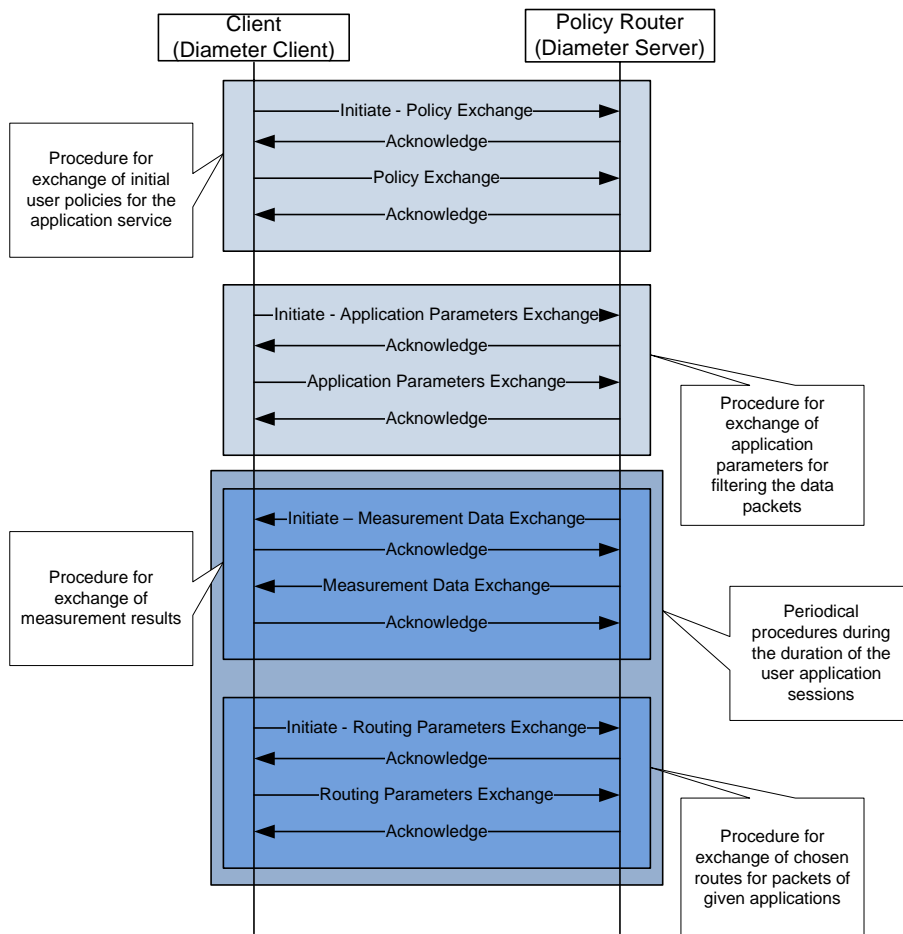 Client
(Diameter Client)
Policy Router
(Diameter Server)
Initiate - Policy Exchange
Acknowledge
Policy Exchange
Acknowledge
Procedure for
exchange of initial
user policies for the
application service
Initiate - Application Parameters Exchange
Acknowledge
Application Parameters Exchange
Acknowledge
Procedure for
exchange of
application
parameters for
filtering the data
packets
Initiate – Measurement Data Exchange
Acknowledge
Measurement Data Exchange
Acknowledge
Procedure for
exchange of
measurement results
Periodical
procedures during
the duration of the
user application
sessions
Initiate - Routing Parameters Exchange
Acknowledge
Routing Parameters Exchange
Acknowledge
Procedure for
exchange of chosen
routes for packets of
given applications